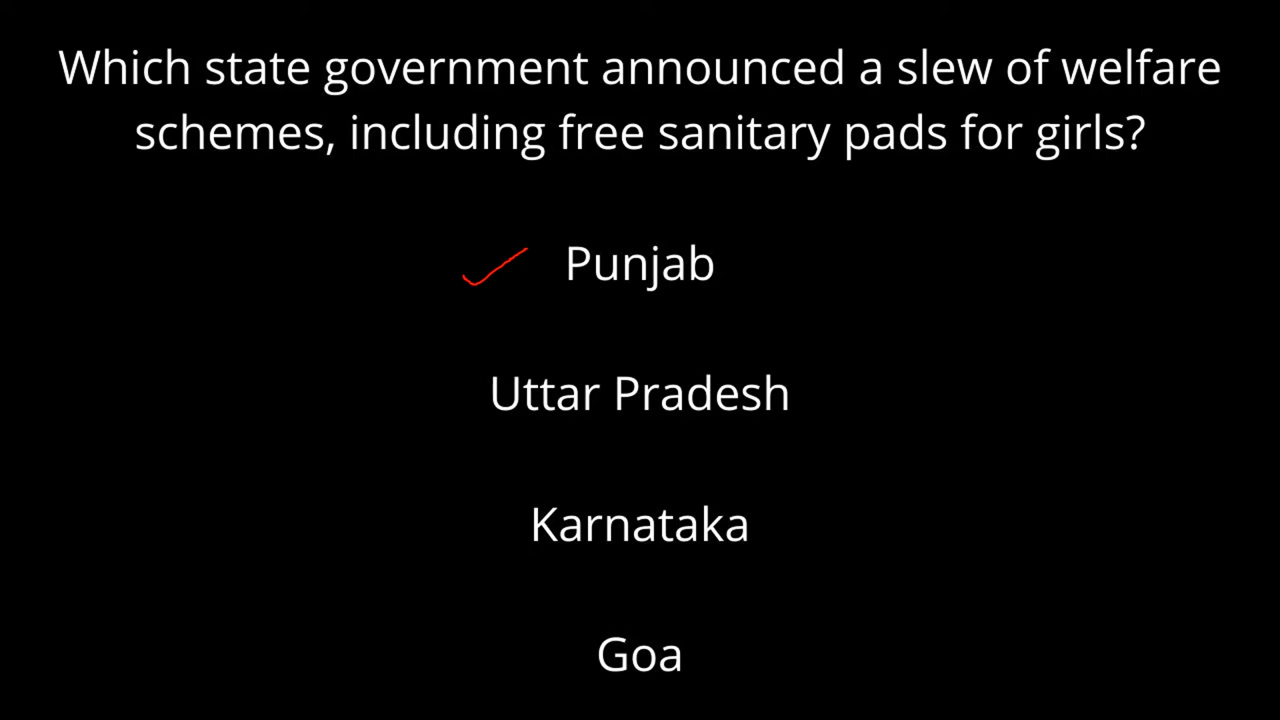 Which state government announced a slew of welfare
schemes, including free sanitary pads for girls?
Punjab
Uttar Pradesh
Karnataka
Goa